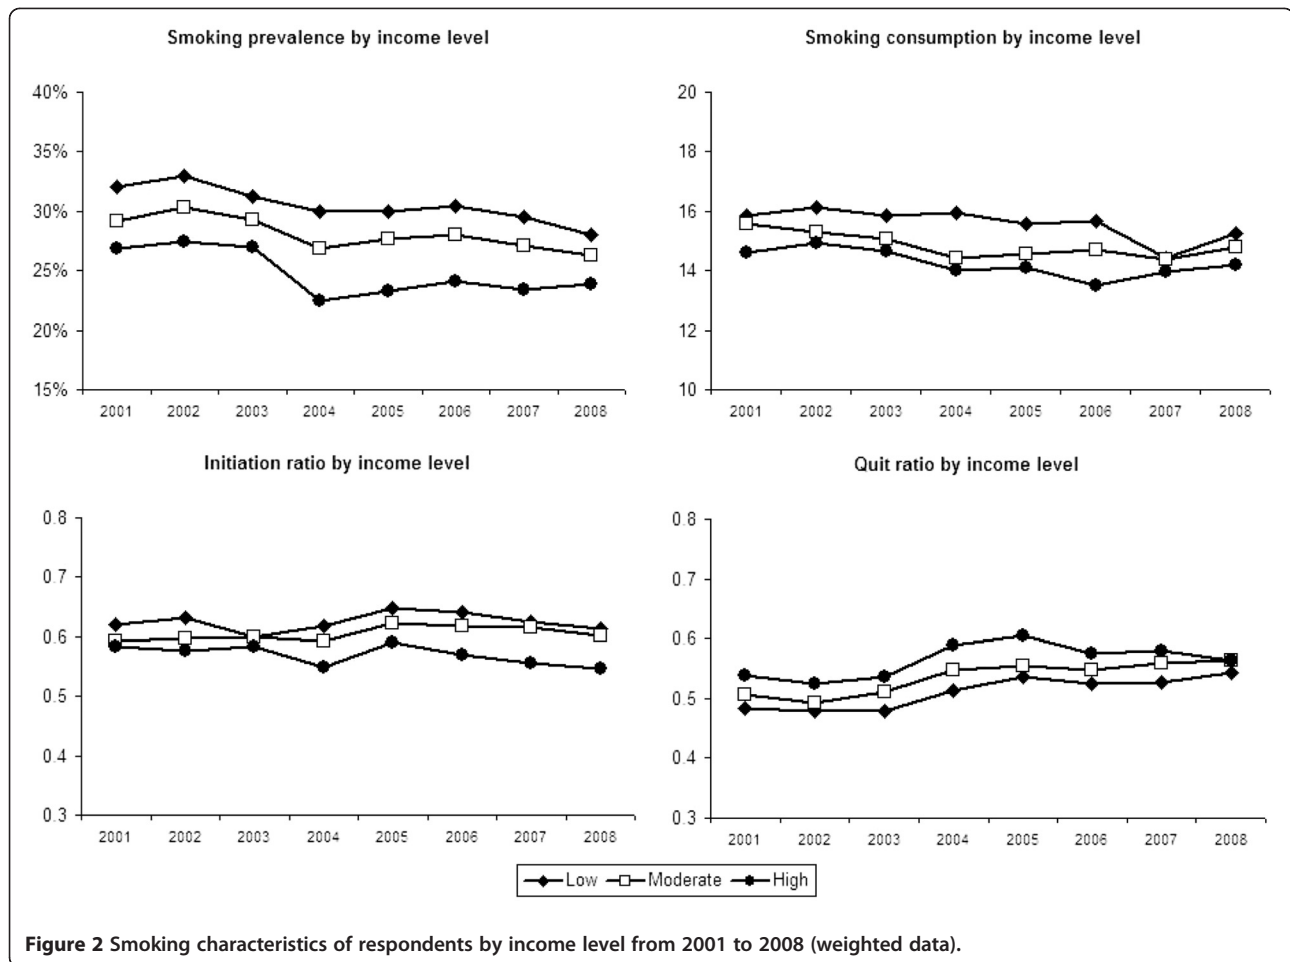 Smoking prevalence by income level
40%
35%
30%
25%
20%
15%
2001 2002 2003 2004 2005 2006 2007 2008
Smoking consumption by income level
20
18
16
14
12
10
2001 2002 2003 2004 2005 2006 2007 2008
Initiation ratio by income level
0.8
0.7
0.6
0.5
0.4
0.3
2001 2002 2003 2004 2005 2006 2007 2008
Quit ratio by income level
0.8
0.7
0.6
0.5
0.4
0.3
2001 2002 2003 2004 2005 2006 2007 2008
Low Moderate High
Figure 2 Smoking characteristics of respondents by income level from 2001 to 2008 (weighted data).